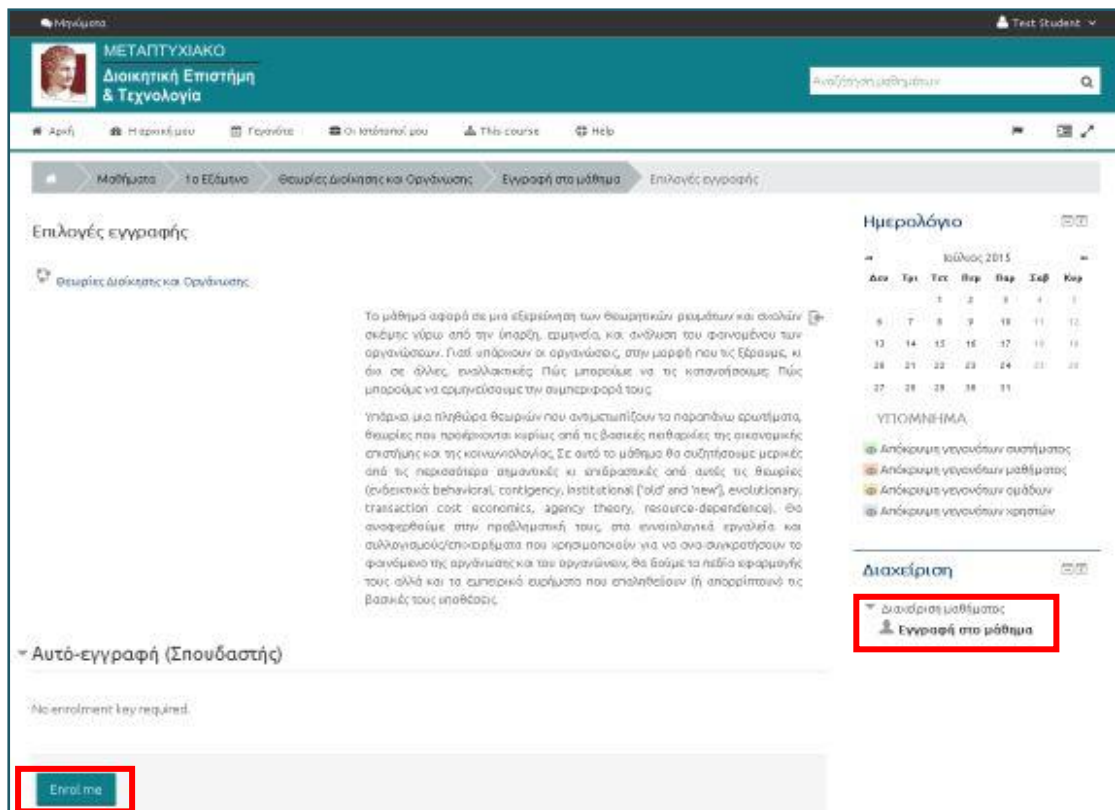 Μηνύματα
Test Student
ΜΕΤΑΠΤΥΧΙΑΚΟ
Διοικητική Επιστήμη
& Τεχνολογία
Αναζήτηση μαθημάτων
Αρχή Η αρχική μου Γεγονότα Οι Ιστότοποί μου This course Help
Μαθήματα 1ο Εξάμηνο Θεωρίες Διοίκησης και Οργάνωσης Εγγραφή στο μάθημα Επιλογές εγγραφής
Επιλογές εγγραφής
Θεωρίες Διοίκησης και Οργάνωσης
Το μάθημα αφορά σε μια εξερεύνηση των θεωρητικών ρευμάτων και σχολών
σκέψης γύρω από την ύπαρξη, ερμηνεία, και ανάλυση του φαινομένου των
οργανώσεων. Γιατί υπάρχουν οι οργανώσεις, στην μορφή που τις ξέρουμε, κι
όχι σε άλλες, εναλλακτικές; Πώς μπορούμε να τις κατανοήσουμε; Πώς
μπορούμε να ερμηνεύσουμε την συμπεριφορά τους;
Υπάρχει μια πληθώρα θεωριών που αντιμετωπίζουν τα παραπάνω ερωτήματα,
θεωρίες που προέρχονται κυρίως από τις βασικές πειθαρχίες της οικονομικής
επιστήμης και της κοινωνιολογίας. Σε αυτό το μάθημα θα συζητήσουμε μερικές
από τις περισσότερο σημαντικές κι επιδραστικές από αυτές τις θεωρίες
(ενδεικτικά: behavioral, contigency, institutional ['old' and 'new'], evolutionary,
transaction cost economics, agency theory, resource-dependence). Θα
αναφερθούμε στην προβληματική τους, στα εννοιολογικά εργαλεία και
συλλογισμούς/επιχειρήματα που χρησιμοποιούν για να ανα-συγκροτήσουν το
φαινόμενο της οργάνωσης και του οργανώνειν, θα δούμε τα πεδία εφαρμογής
τους αλλά και τα εμπειρικά ευρήματα που επαληθεύουν (ή απορρίπτουν) τις
βασικές τους υποθέσεις.
Αυτό-εγγραφή (Σπουδαστής)
No enrolment key required.
Enrol me
Ημερολόγιο
Ιούλιος 2015
Δευ Τρι Τετ Πεμ Παρ Σαβ Κυρ
1 2 3 4 5
6 7 8 9 10 11 12
13 14 15 16 17 18 19
20 21 22 23 24 25 26
27 28 29 30 31
ΥΠΟΜΝΗΜΑ
Απόκρυψη γεγονότων συστήματος
Απόκρυψη γεγονότων μαθήματος
Απόκρυψη γεγονότων ομάδων
Απόκρυψη γεγονότων χρηστών
Διαχείριση
Διαχείριση μαθήματος
Εγγραφή στο μάθημα